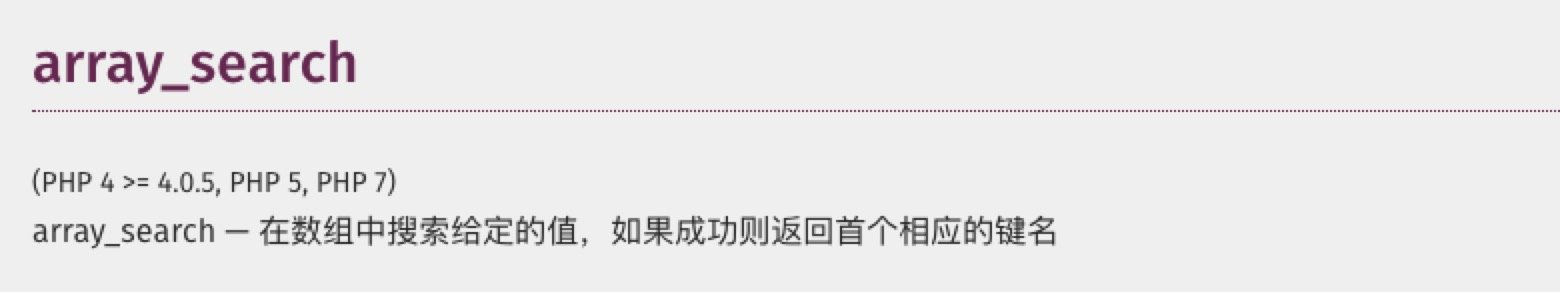 array_search
(PHP 4 >= 4.0.5, PHP 5, PHP 7)
array_search — 在数组中搜索给定的值，如果成功则返回首个相应的键名